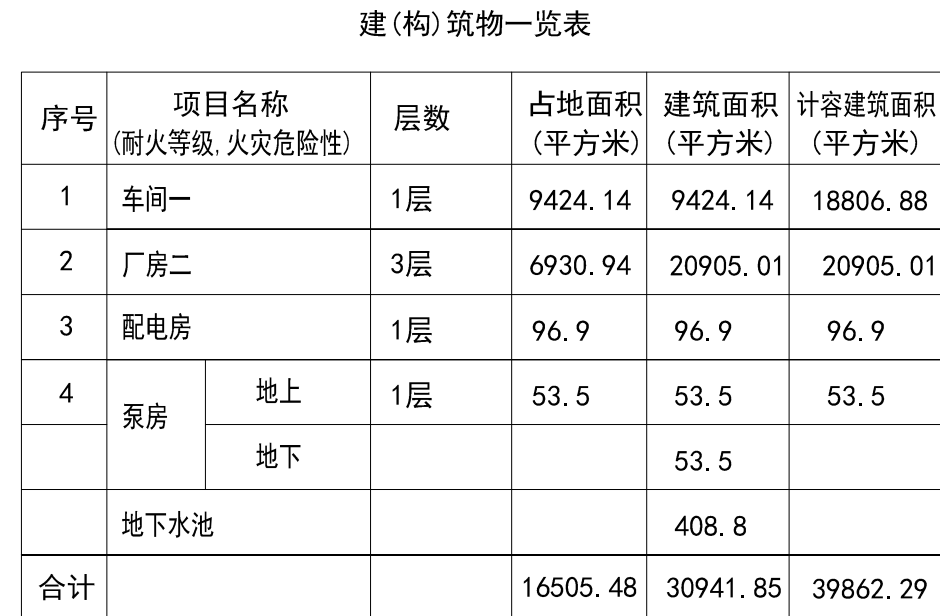 建(构)筑物一览表
序号 项目名称 (耐火等级,火灾危险性) 层数 占地面积 (平方米) 建筑面积 (平方米) 计容建筑面积 (平方米)
1 车间一 1层 9424.14 9424.14 18806.88
2 厂房二 3层 6930.94 20905.01 20905.01
3 配电房 1层 96.9 96.9 96.9
4 泵房 地上 1层 53.5 53.5 53.5
地下 53.5
地下水池 408.8
合计 16505.48 30941.85 39862.29